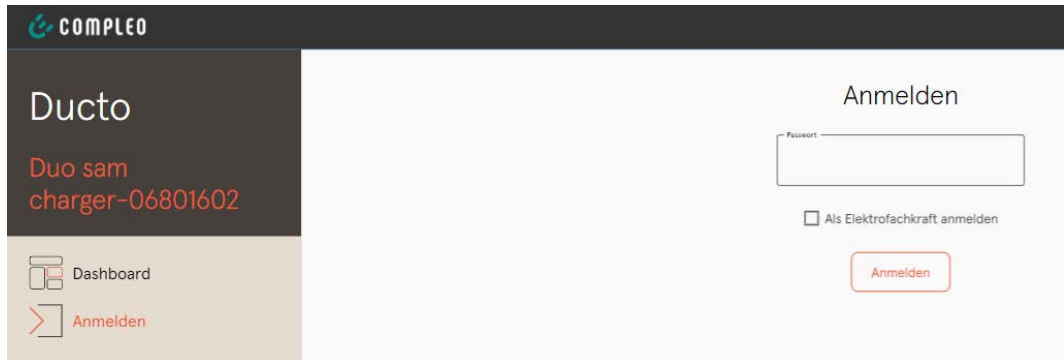 COMPLEO
Ducto
Duo sam
charger-06801602
Dashboard
Anmelden
Anmelden
Passwort
Als Elektrofachkraft anmelden
Anmelden